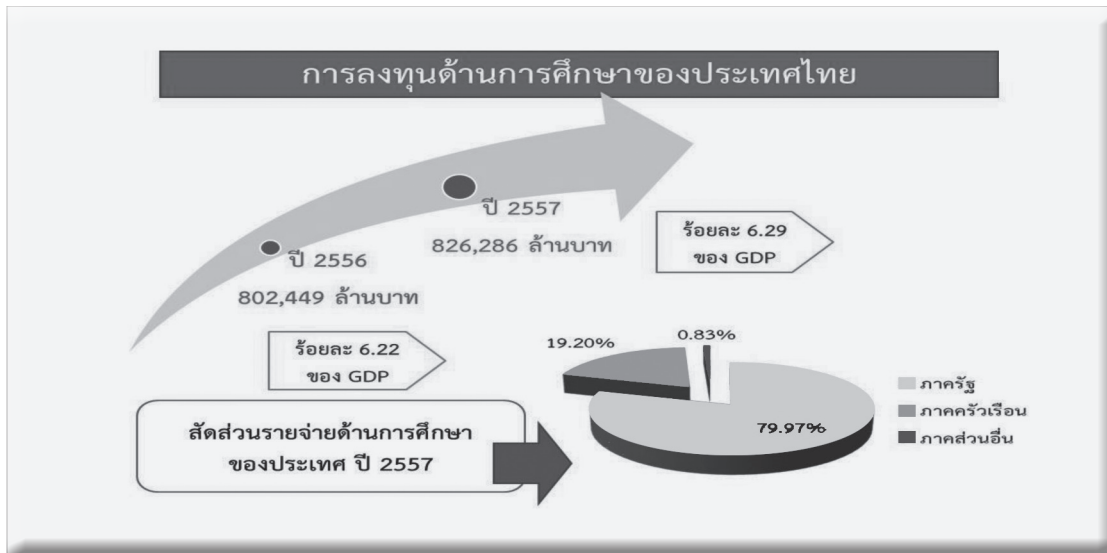 การลงทุนด้านการศึกษาของประเทศไทย
ปี 2557
826,286 ล้านบาท
ร้อยละ 6.29
ของ GDP
ปี 2556
802,449 ล้านบาท
ร้อยละ 6.22
ของ GDP
สัดส่วนรายจ่ายด้านการศึกษา
ของประเทศ ปี 2557
19.20%
0.83%
79.97%
ภาครัฐ
ภาคครัวเรือน
ภาคส่วนอื่น